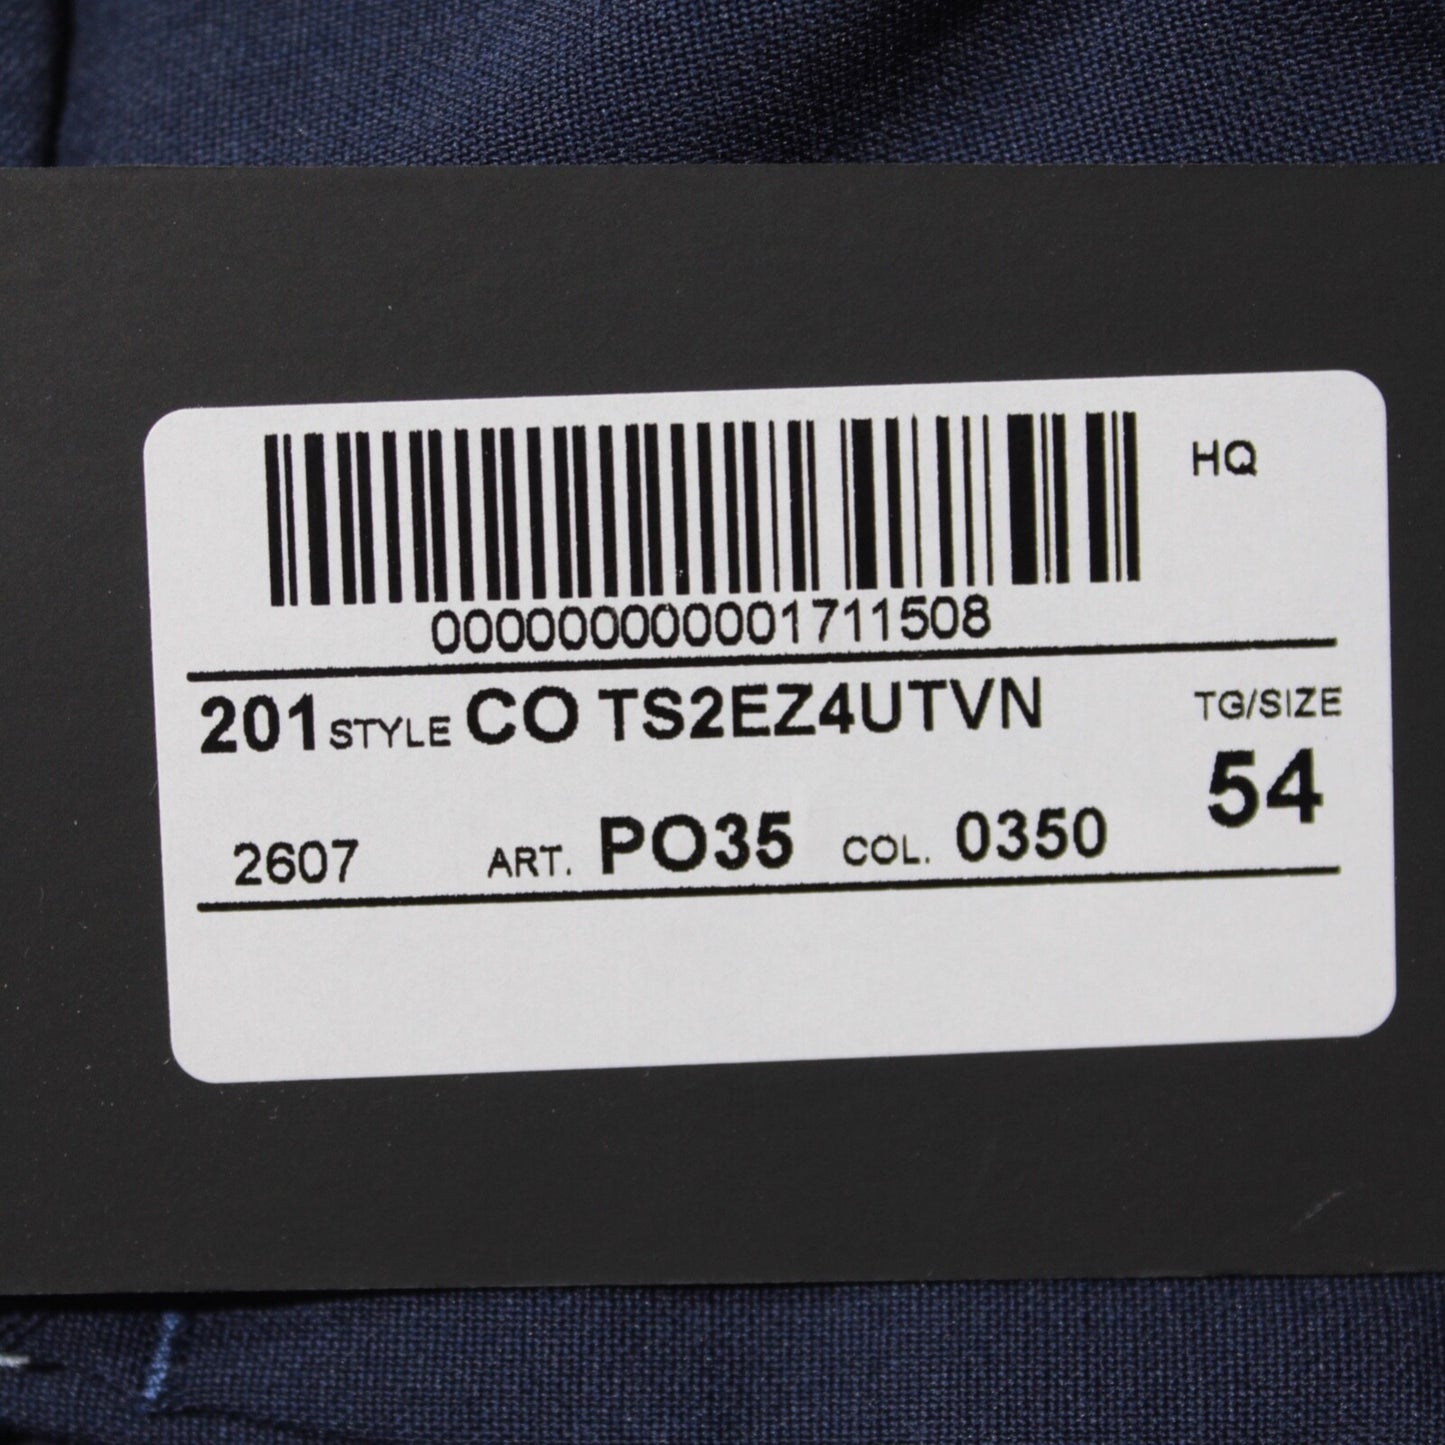 HQ
000000000001711508
201 STYLE CO TS2EZ4UTVN TG/SIZE
54
2607 ART. PO35 COL. 0350